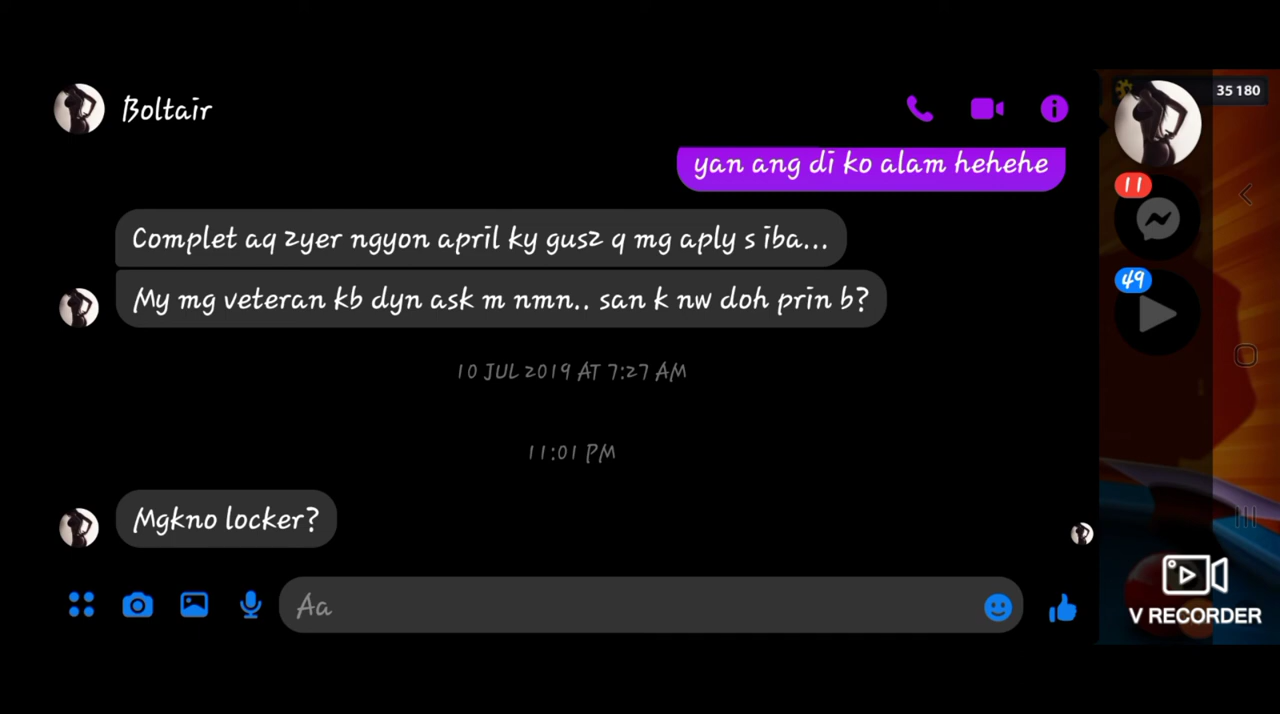 Boltair
35 180
yan ang di ko alam hehehe
11
Complet aq 2yer ngyon april ky gus2 q mg aply s iba...
49
My mg veteran kb dyn ask m nmn.. san k nw doh prin b?
10 JUL 2019 AT 7:27 AM
11:01 PM
Mgkno locker?
Aa
V RECORDER